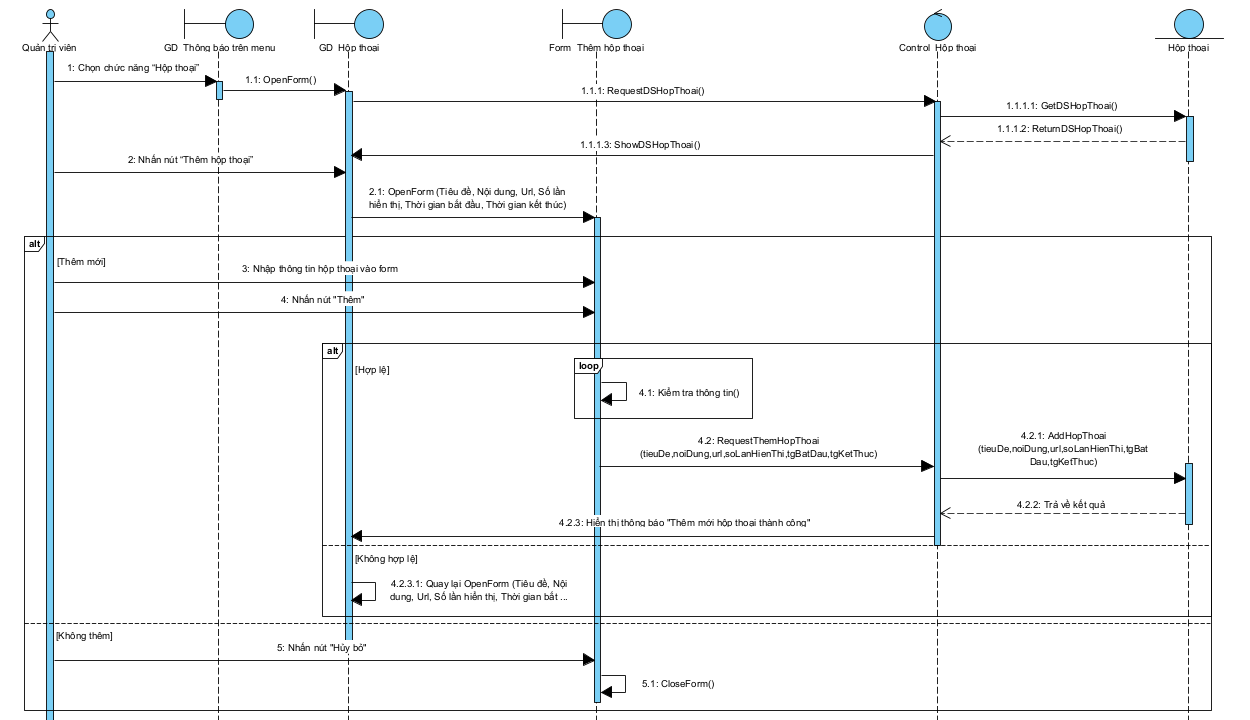 Quản trị viên
GD Thông báo trên menu
GD Hộp thoại
Form Thêm hộp thoại
Control Hộp thoại
Hộp thoại
1: Chọn chức năng "Hộp thoại"
1.1: OpenForm()
1.1.1: RequestDSHopThoai()
1.1.1.1: GetDSHopThoai()
1.1.1.2: ReturnDSHopThoai()
1.1.1.3: ShowDSHopThoai()
2: Nhấn nút "Thêm hộp thoại"
2.1: OpenForm (Tiêu đề, Nội dung, Url, Số lần
hiển thị, Thời gian bắt đầu, Thời gian kết thúc)
alt
[Thêm mới]
3: Nhập thông tin hộp thoại vào form
4: Nhấn nút "Thêm"
alt
[Hợp lệ]
loop
4.1: Kiểm tra thông tin()
4.2: RequestThemHopThoai
(tieuDe,noiDung,url,soLanHienThi,tgBatDau,tgKetThuc)
4.2.1: AddHopThoai
(tieuDe,noiDung,url,soLanHienThi,tgBat
Dau,tgKetThuc)
4.2.2: Trả về kết quả
4.2.3: Hiển thị thông báo "Thêm mới hộp thoại thành công"
[Không hợp lệ]
4.2.3.1: Quay lại OpenForm (Tiêu đề, Nội
dung, Url, Số lần hiển thị, Thời gian bắt ...
[Không thêm]
5: Nhấn nút "Hủy bỏ"
5.1: CloseForm()